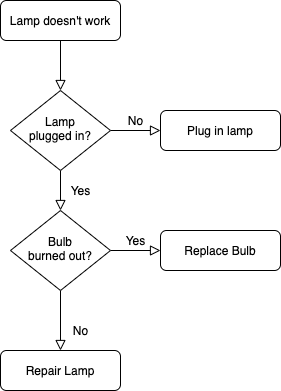 Lamp doesn't work
Lamp
plugged in?
No
Plug in lamp
Yes
Bulb
burned out?
Yes
Replace Bulb
No
Repair Lamp